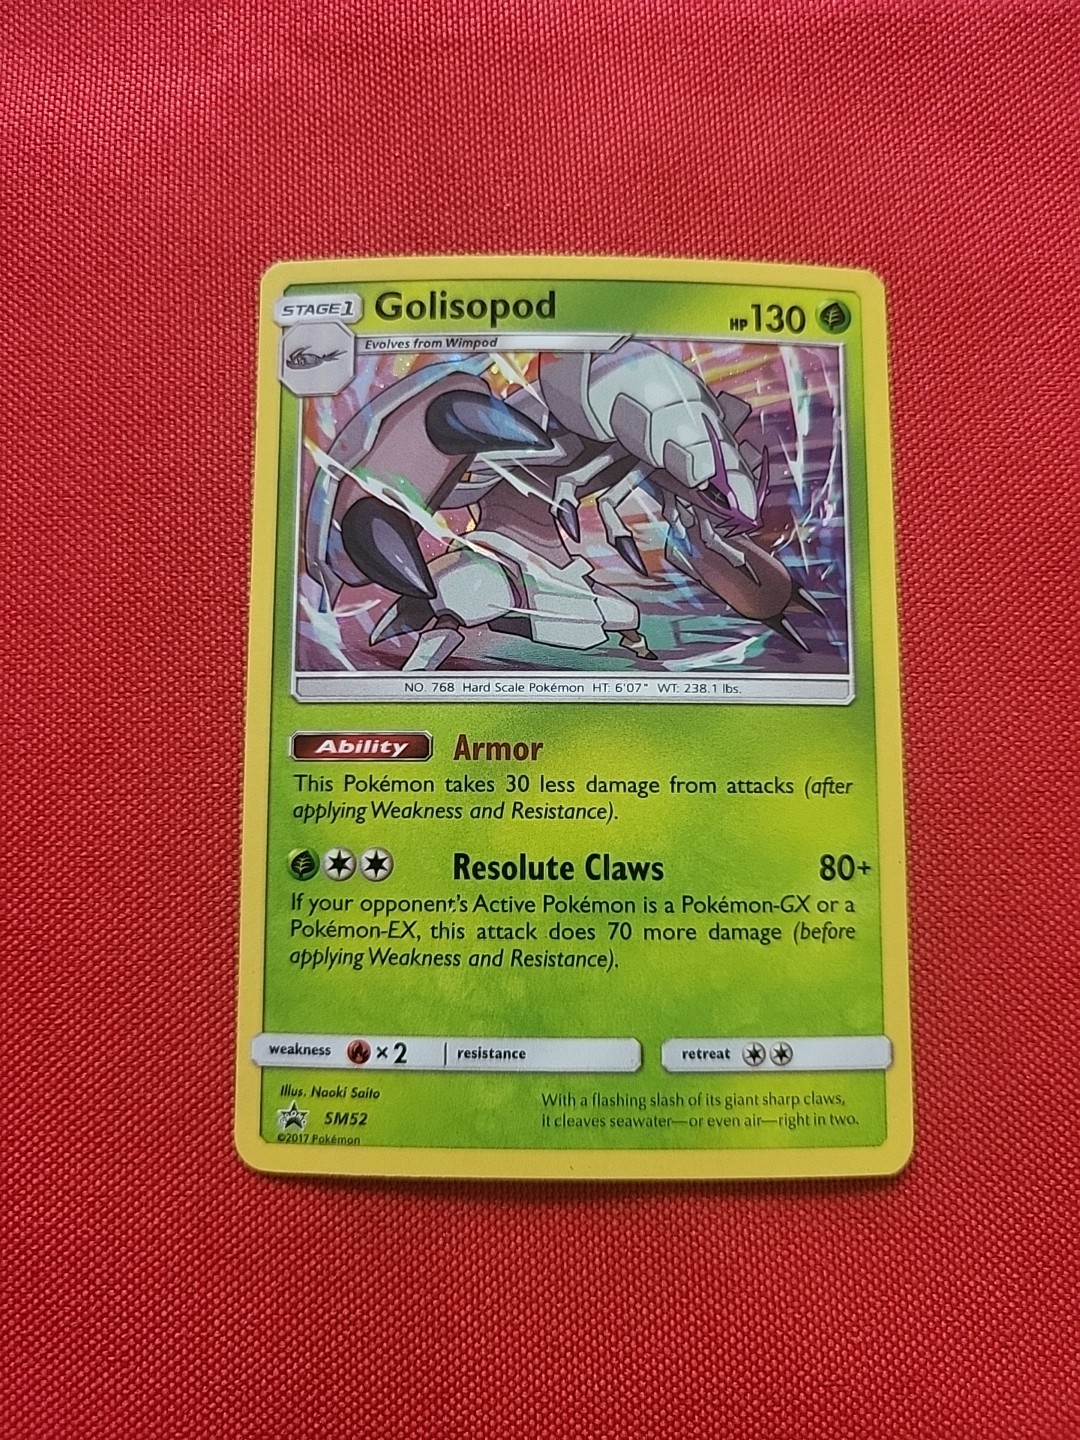 STAGE 1 Golisopod HP 130
Evolves from Wimpod
NO. 768 Hard Scale Pokémon HT: 6'07" WT: 238.1 lbs.
Ability Armor
This Pokémon takes 30 less damage from attacks (after
applying Weakness and Resistance).
Resolute Claws 80+
If your opponent's Active Pokémon is a Pokémon-GX or a
Pokémon-EX, this attack does 70 more damage (before
applying Weakness and Resistance).
weakness ×2 resistance retreat
Illus. Naoki Saito
SM52
©2017 Pokémon
With a flashing slash of its giant sharp claws,
it cleaves seawater—or even air—right in two.